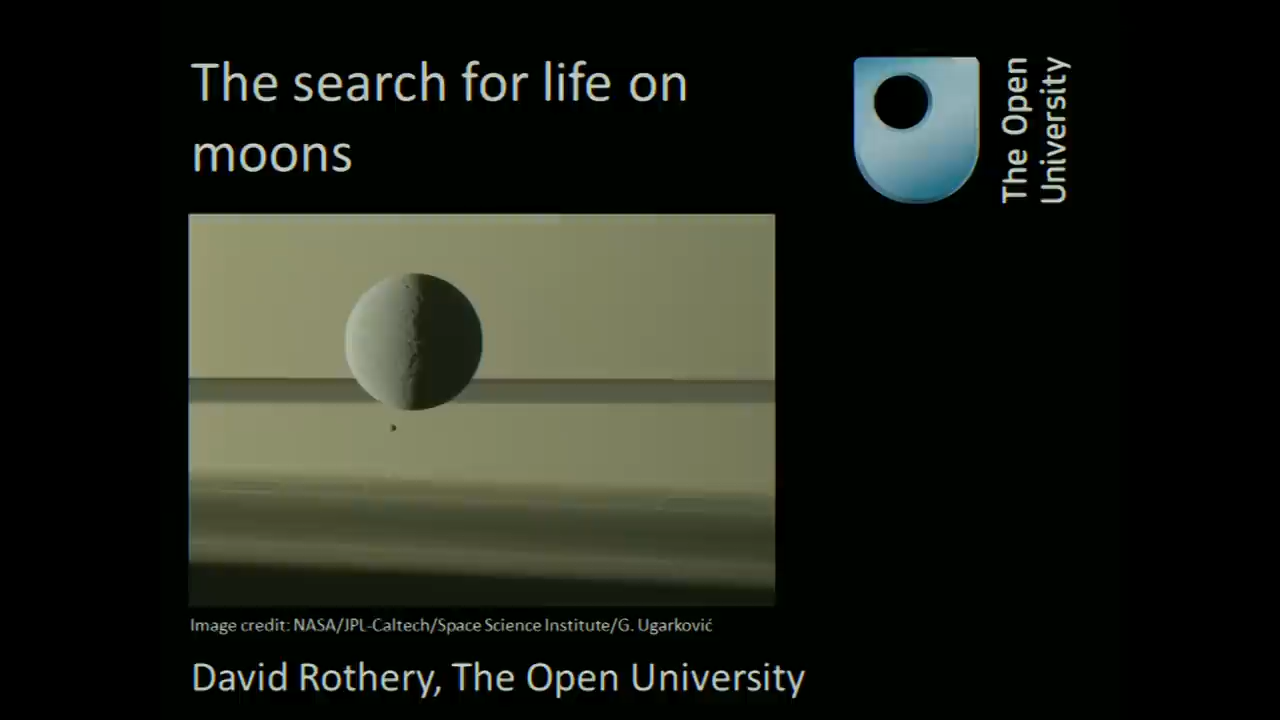 The search for life on
moons
The Open
University
Image credit: NASA/JPL-Caltech/Space Science Institute/G. Ugarković
David Rothery, The Open University